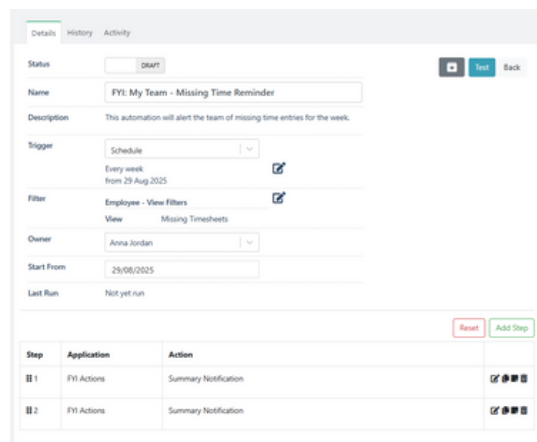 Details History Activity
Status DRAFT Test Back
Name FYI: My Team - Missing Time Reminder
Description This automation will alert the team of missing time entries for the week.
Trigger Schedule
Every week
from 29 Aug 2025
Filter Employee - View Filters
View Missing Timesheets
Owner Anna Jordan
Start From 29/08/2025
Last Run Not yet run
Reset Add Step
Step Application Action
1 FYI Actions Summary Notification
2 FYI Actions Summary Notification